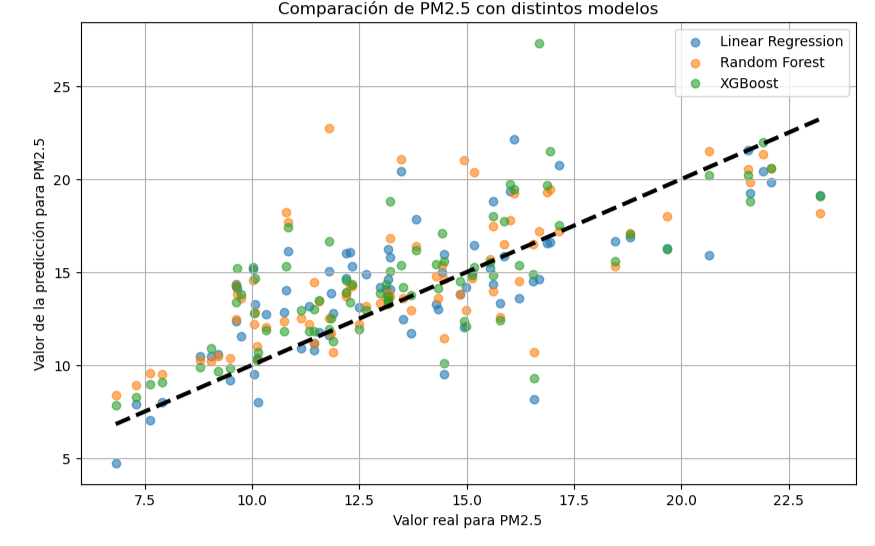 Comparación de PM2.5 con distintos modelos
Linear Regression
Random Forest
XGBoost
Valor de la predicción para PM2.5
25
20
15
10
5
7.5 10.0 12.5 15.0 17.5 20.0 22.5
Valor real para PM2.5